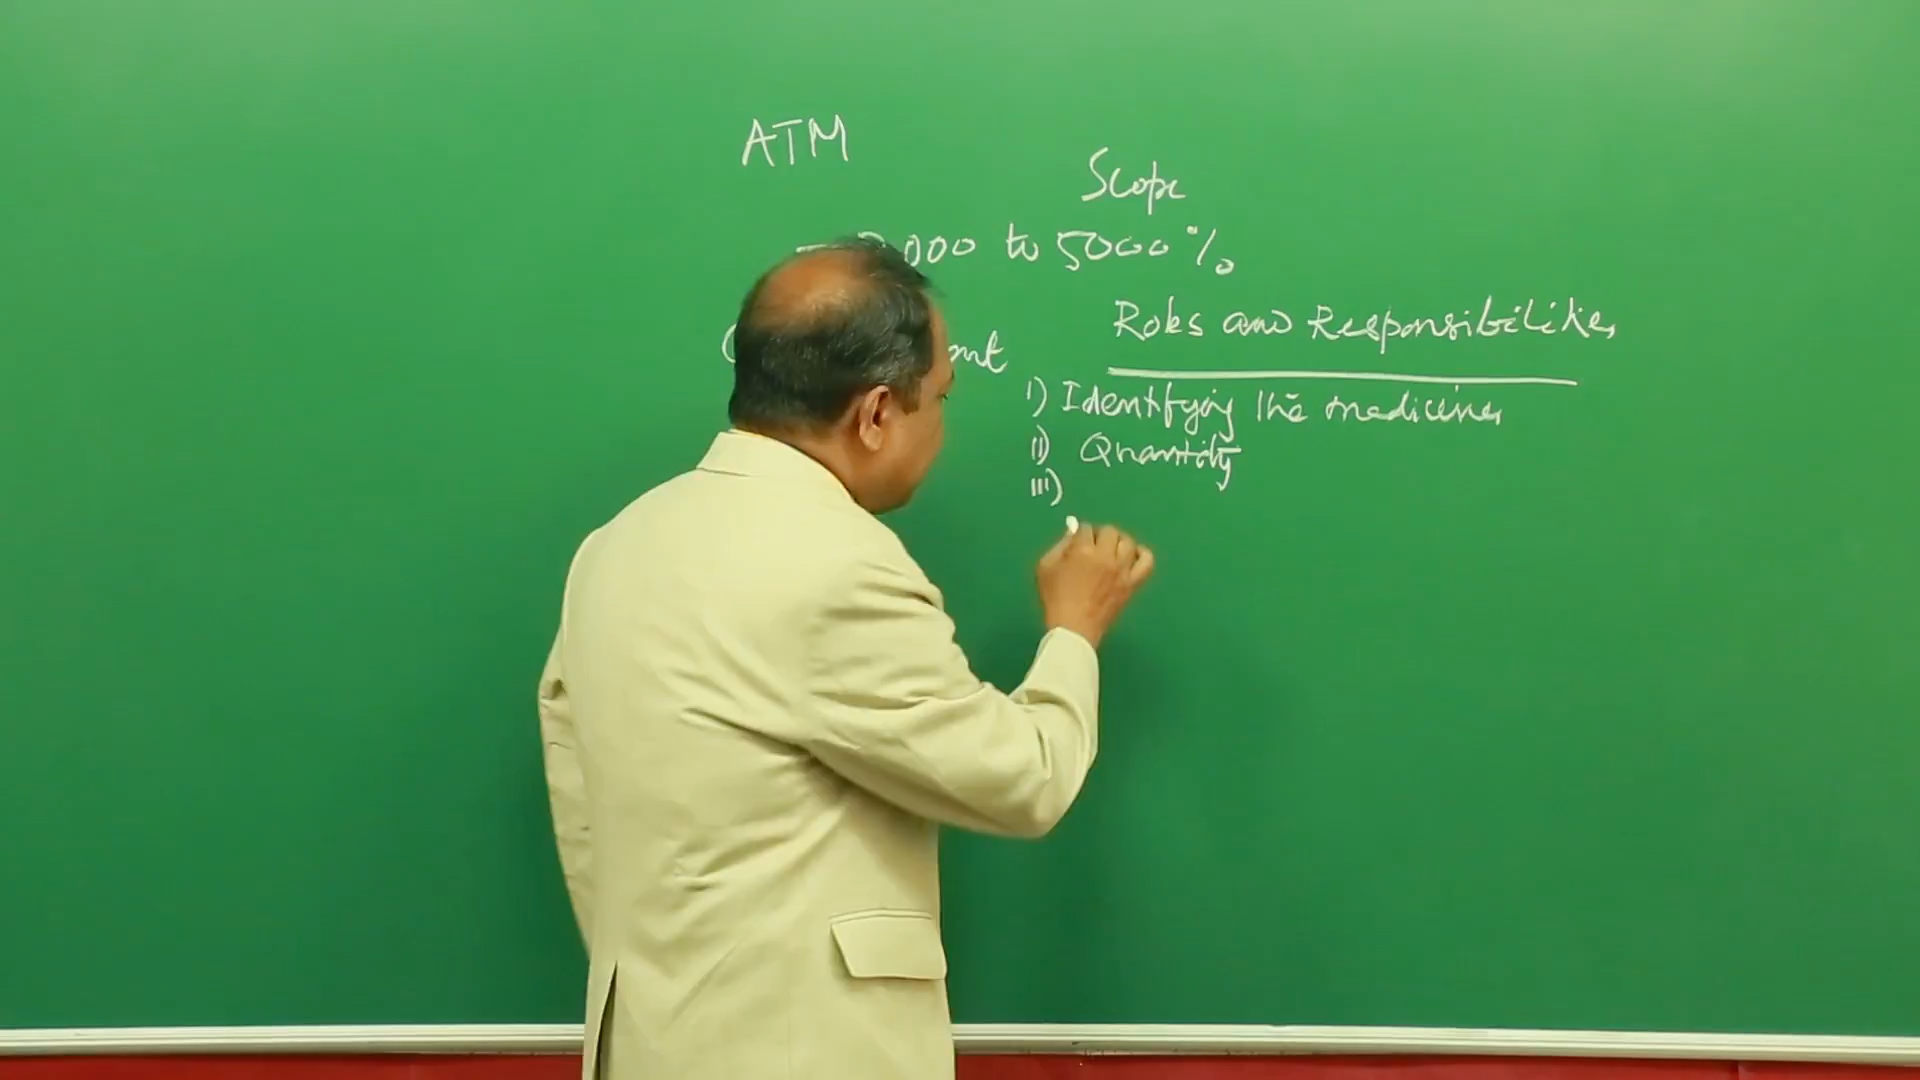 ATM
Scope
000 to 5000 %
Roles and Responsibilities
i) Identifying the medicines
ii) Quantity
iii)